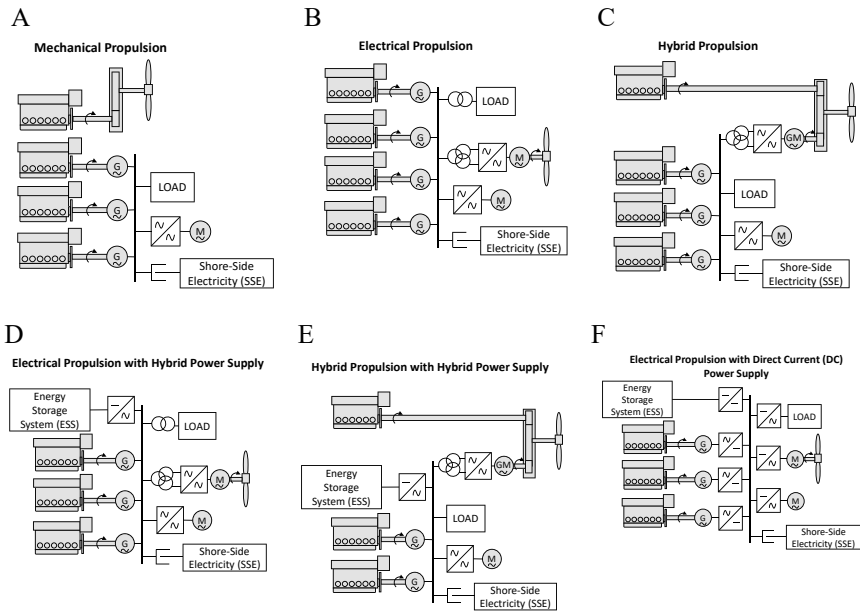 A
Mechanical Propulsion
G
G
LOAD
G
M
Shore-Side
Electricity (SSE)
B
Electrical Propulsion
G
LOAD
G
G
M
M
G
Shore-Side
Electricity (SSE)
C
Hybrid Propulsion
GM
G
LOAD
G
M
G
Shore-Side
Electricity (SSE)
D
Electrical Propulsion with Hybrid Power Supply
Energy
Storage
System (ESS)
LOAD
G
M
G
M
G
Shore-Side
Electricity (SSE)
E
Hybrid Propulsion with Hybrid Power Supply
GM
Energy
Storage
System (ESS)
LOAD
G
M
G
Shore-Side
Electricity (SSE)
F
Electrical Propulsion with Direct Current (DC)
Power Supply
Energy
Storage
System (ESS)
LOAD
G
M
G
M
G
Shore-Side
Electricity (SSE)